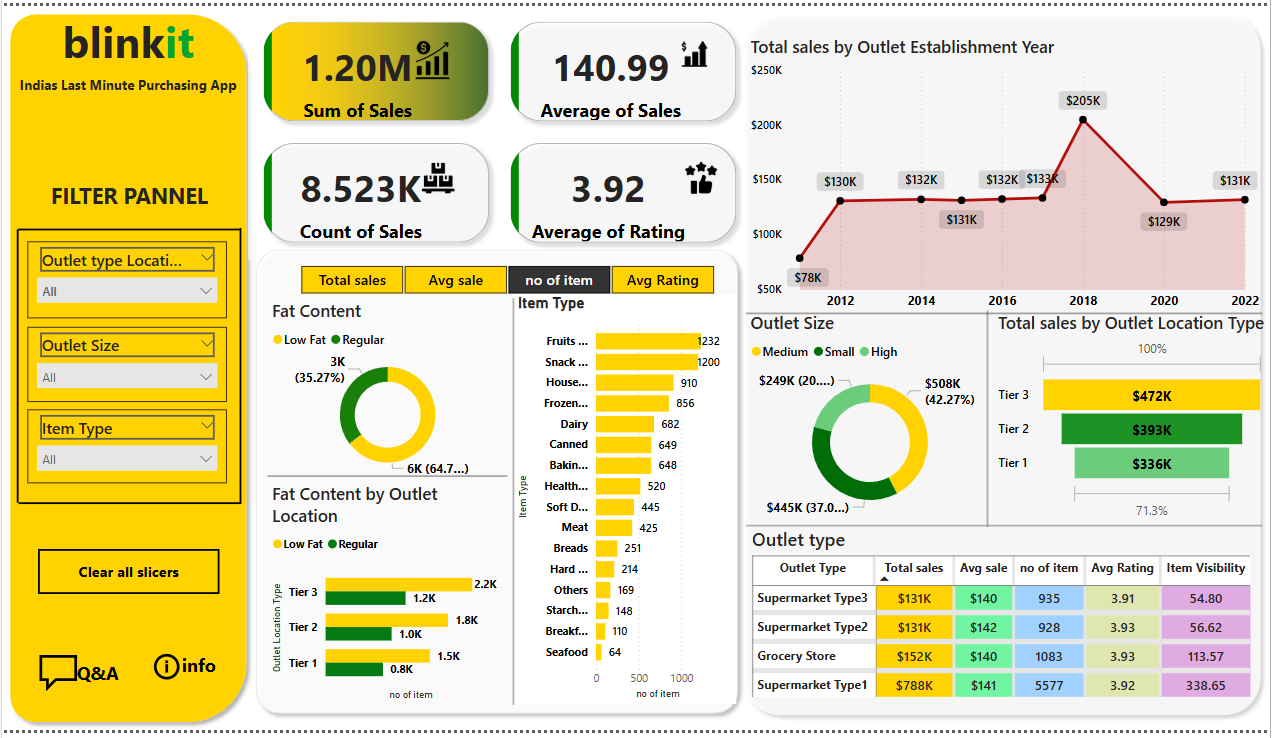 blinkit
Indias Last Minute Purchasing App
FILTER PANNEL
Outlet type Locati...
All
Outlet Size
All
Item Type
All
Clear all slicers
Q&A
info
1.20M
Sum of Sales
140.99
Average of Sales
8.523K
Count of Sales
3.92
Average of Rating
Total sales
Avg sale
no of item
Avg Rating
Fat Content
Low Fat Regular
3K
(35.27%)
6K (64.7...)
Fat Content by Outlet
Location
Low Fat Regular
Outlet Location Type
Tier 3 2.2K
1.2K
Tier 2 1.8K
1.0K
Tier 1 1.5K
0.8K
no of item
Item Type
Item Type
Fruits ... 1232
Snack ... 1200
House... 910
Frozen... 856
Dairy 682
Canned 649
Bakin... 648
Health... 520
Soft D... 445
Meat 425
Breads 251
Hard ... 214
Others 169
Starch... 148
Breakf... 110
Seafood 64
0 500 1000
no of item
Total sales by Outlet Establishment Year
$250K
$200K
$150K
$100K
$50K
$78K
$130K
$132K
$131K
$132K
$133K
$205K
$129K
$131K
2012 2014 2016 2018 2020 2022
Outlet Size
Medium Small High
$249K (20....)
$508K
(42.27%)
$445K (37.0...)
Total sales by Outlet Location Type
100%
Tier 3 $472K
Tier 2 $393K
Tier 1 $336K
71.3%
Outlet type
Outlet Type Total sales Avg sale no of item Avg Rating Item Visibility
Supermarket Type3 $131K $140 935 3.91 54.80
Supermarket Type2 $131K $142 928 3.93 56.62
Grocery Store $152K $140 1083 3.93 113.57
Supermarket Type1 $788K $141 5577 3.92 338.65